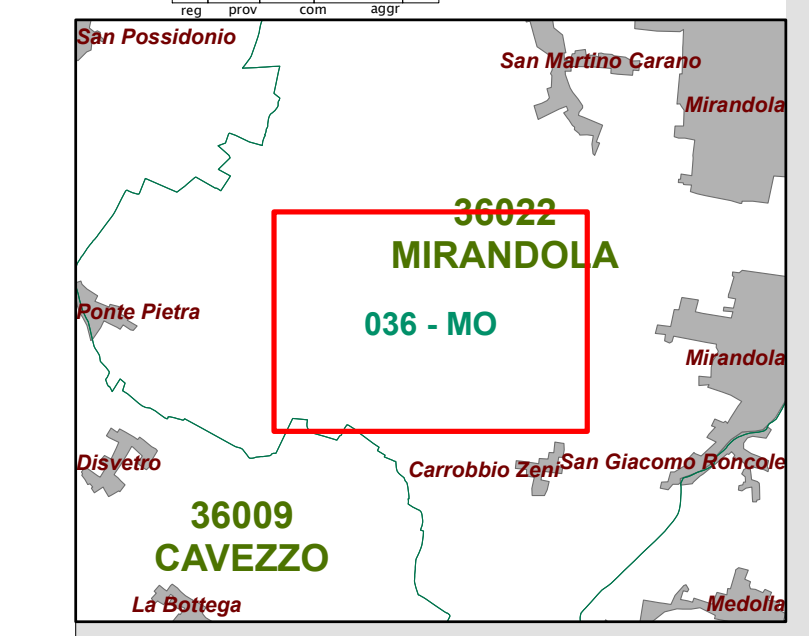 reg prov com aggr
San Possidonio
San Martino Carano
Mirandola
36022
MIRANDOLA
Ponte Pietra
036 - MO
Mirandola
Disvetro
Carrobbio Zeni
San Giacomo Roncole
36009
CAVEZZO
La Bottega
Medolla